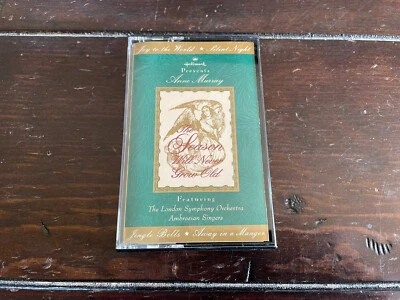 Joy to the World • Silent Night
Hallmark
Presents
Anne Murray
The
Season
Will Never
Grow Old
Featuring
The London Symphony Orchestra
Ambrosian Singers
Jingle Bells • Away in a Manger